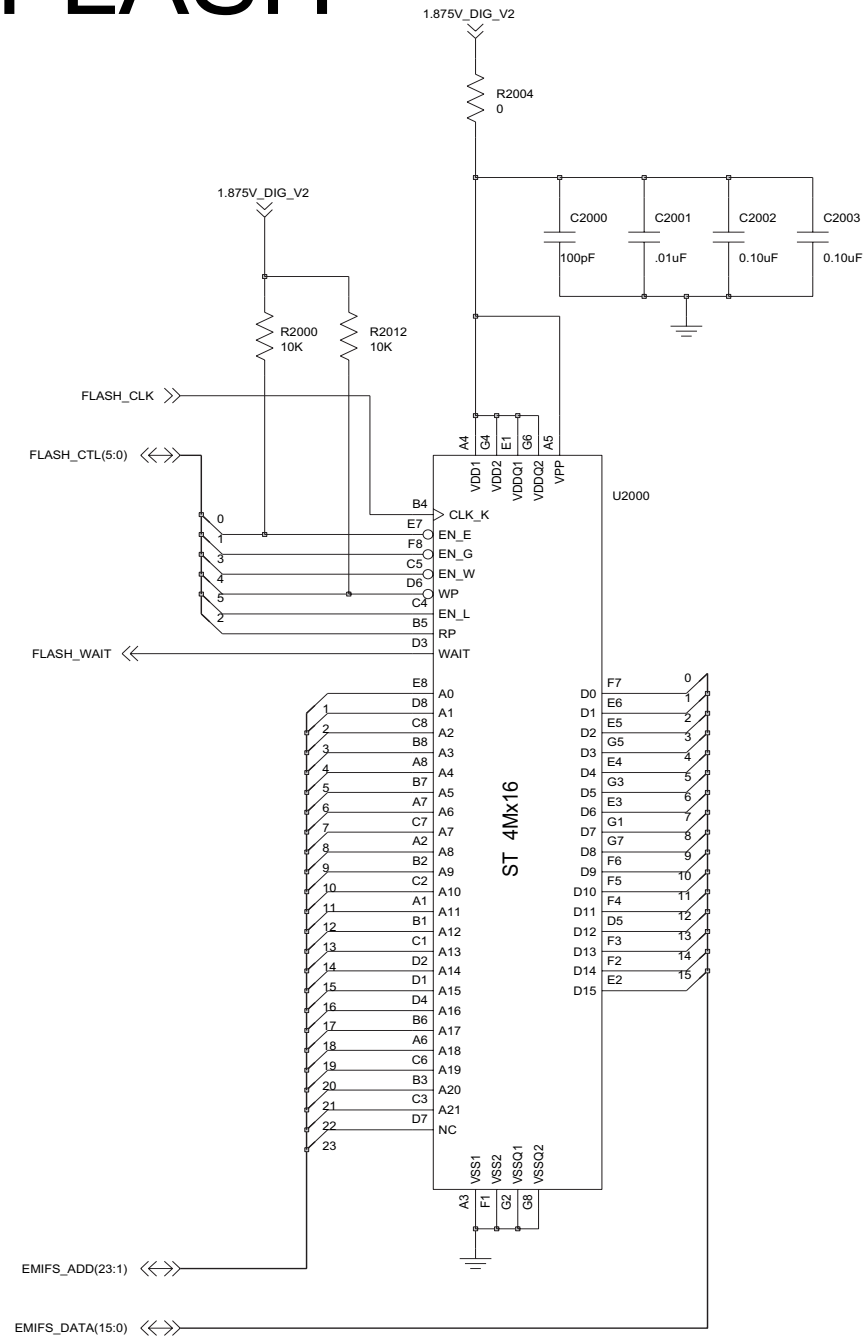 FLASH
1.875V_DIG_V2
R2004
0
1.875V_DIG_V2
C2000
100pF
C2001
.01uF
C2002
0.10uF
C2003
0.10uF
R2000
10K
R2012
10K
FLASH_CLK
FLASH_CTL(5:0)
A4 G4 E1 G6 A5
VDD1 VDD2 VDDQ1 VDDQ2 VPP
U2000
B4 CLK_K
0 E7 EN_E
1 F8 EN_G
3 C5 EN_W
4 D6 WP
5 C4 EN_L
2 B5 RP
FLASH_WAIT D3 WAIT
1 E8 A0
2 D8 A1
3 C8 A2
4 B8 A3
5 A8 A4
6 B7 A5
7 A7 A6
8 C7 A7
9 A2 A8
10 B2 A9
11 C2 A10
12 A1 A11
13 B1 A12
14 C1 A13
15 D2 A14
16 D1 A15
17 D4 A16
18 B6 A17
19 A6 A18
20 C6 A19
21 B3 A20
22 C3 A21
23 D7 NC
ST 4Mx16
D0 F7 0
D1 E6 1
D2 E5 2
D3 G5 3
D4 E4 4
D5 G3 5
D6 E3 6
D7 G1 7
D8 G7 8
D9 F6 9
D10 F5 10
D11 F4 11
D12 D5 12
D13 F3 13
D14 F2 14
D15 E2 15
VSS1 VSS2 VSSQ1 VSSQ2
A3 F1 G2 G8
EMIFS_ADD(23:1)
EMIFS_DATA(15:0)